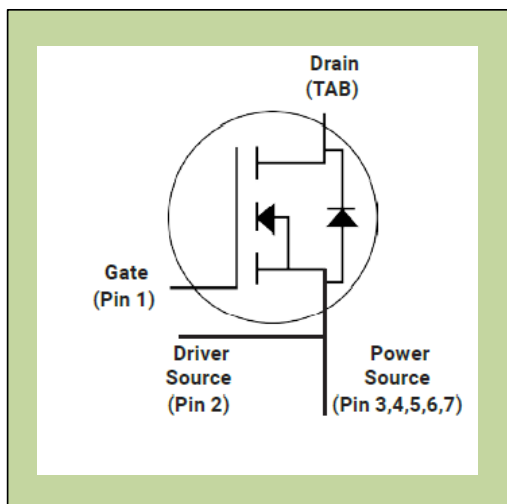 Drain
(TAB)
Gate
(Pin 1)
Driver
Source
(Pin 2)
Power
Source
(Pin 3,4,5,6,7)